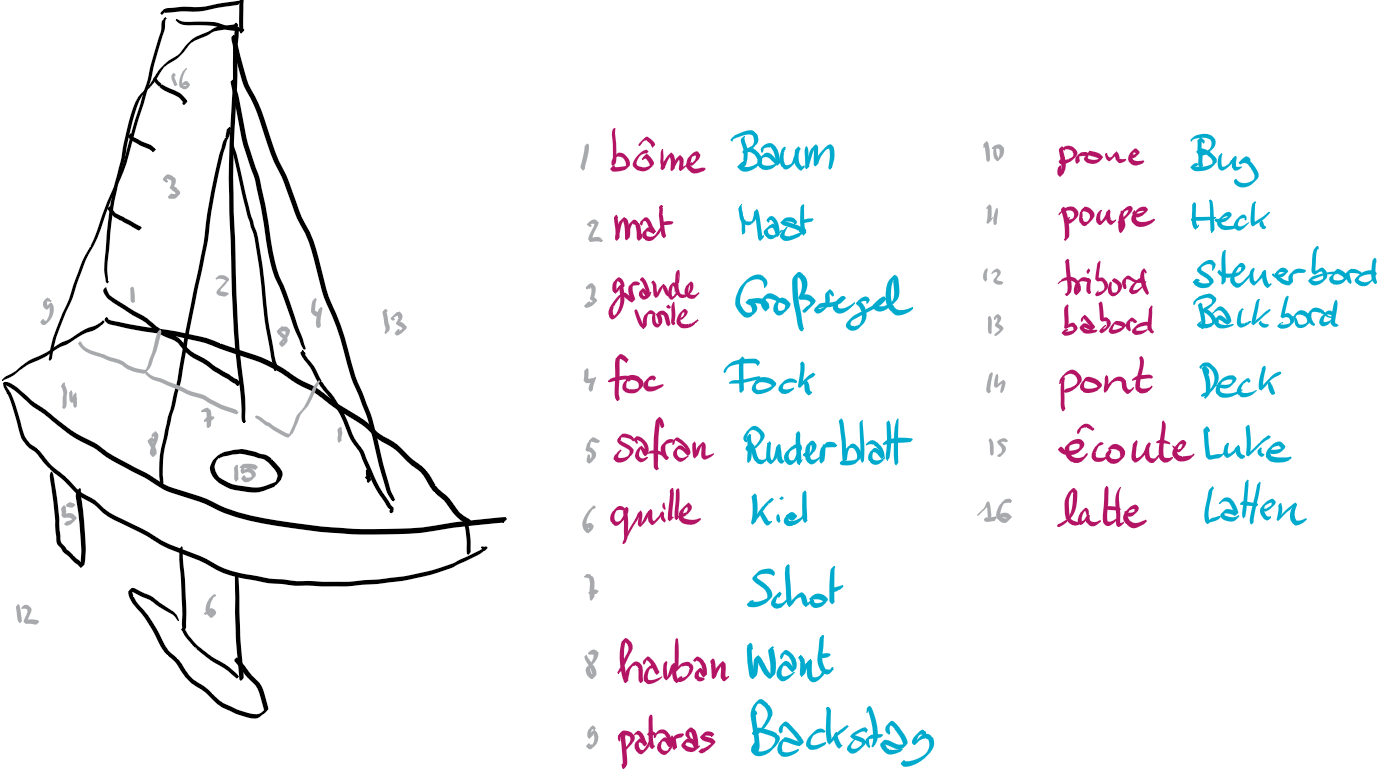 16
3
9
1
2
8
4
13
14
7
8
1
15
5
12
6
1 bôme Baum
2 mat Mast
3 grande voile Großsegel
4 foc Fock
5 safran Ruderblatt
6 quille Kiel
7 Schot
8 hauban Want
9 pataras Backstag
10 proue Bug
11 poupe Heck
12 tribord Steuerbord
13 babord Backbord
14 pont Deck
15 êcoute Luke
16 latte Latten